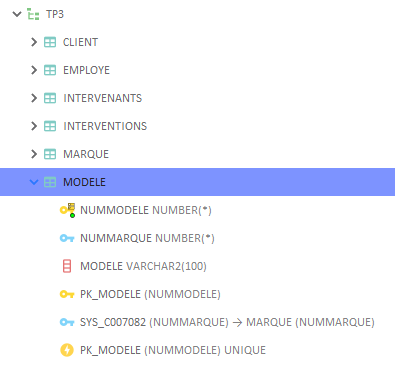 TP3
CLIENT
EMPLOYE
INTERVENANTS
INTERVENTIONS
MARQUE
MODELE
NUMMODELE NUMBER(*)
NUMMARQUE NUMBER(*)
MODELE VARCHAR2(100)
PK_MODELE (NUMMODELE)
SYS_C007082 (NUMMARQUE) → MARQUE (NUMMARQUE)
PK_MODELE (NUMMODELE) UNIQUE